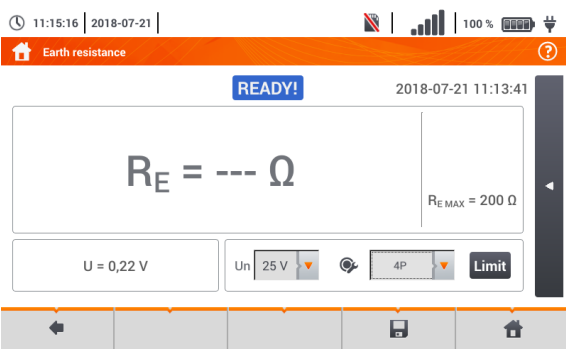 11:15:16 2018-07-21 100 %
Earth resistance ?
READY! 2018-07-21 11:13:41
RE = --- Ω
RE MAX = 200 Ω
U = 0,22 V Un 25 V 4P Limit